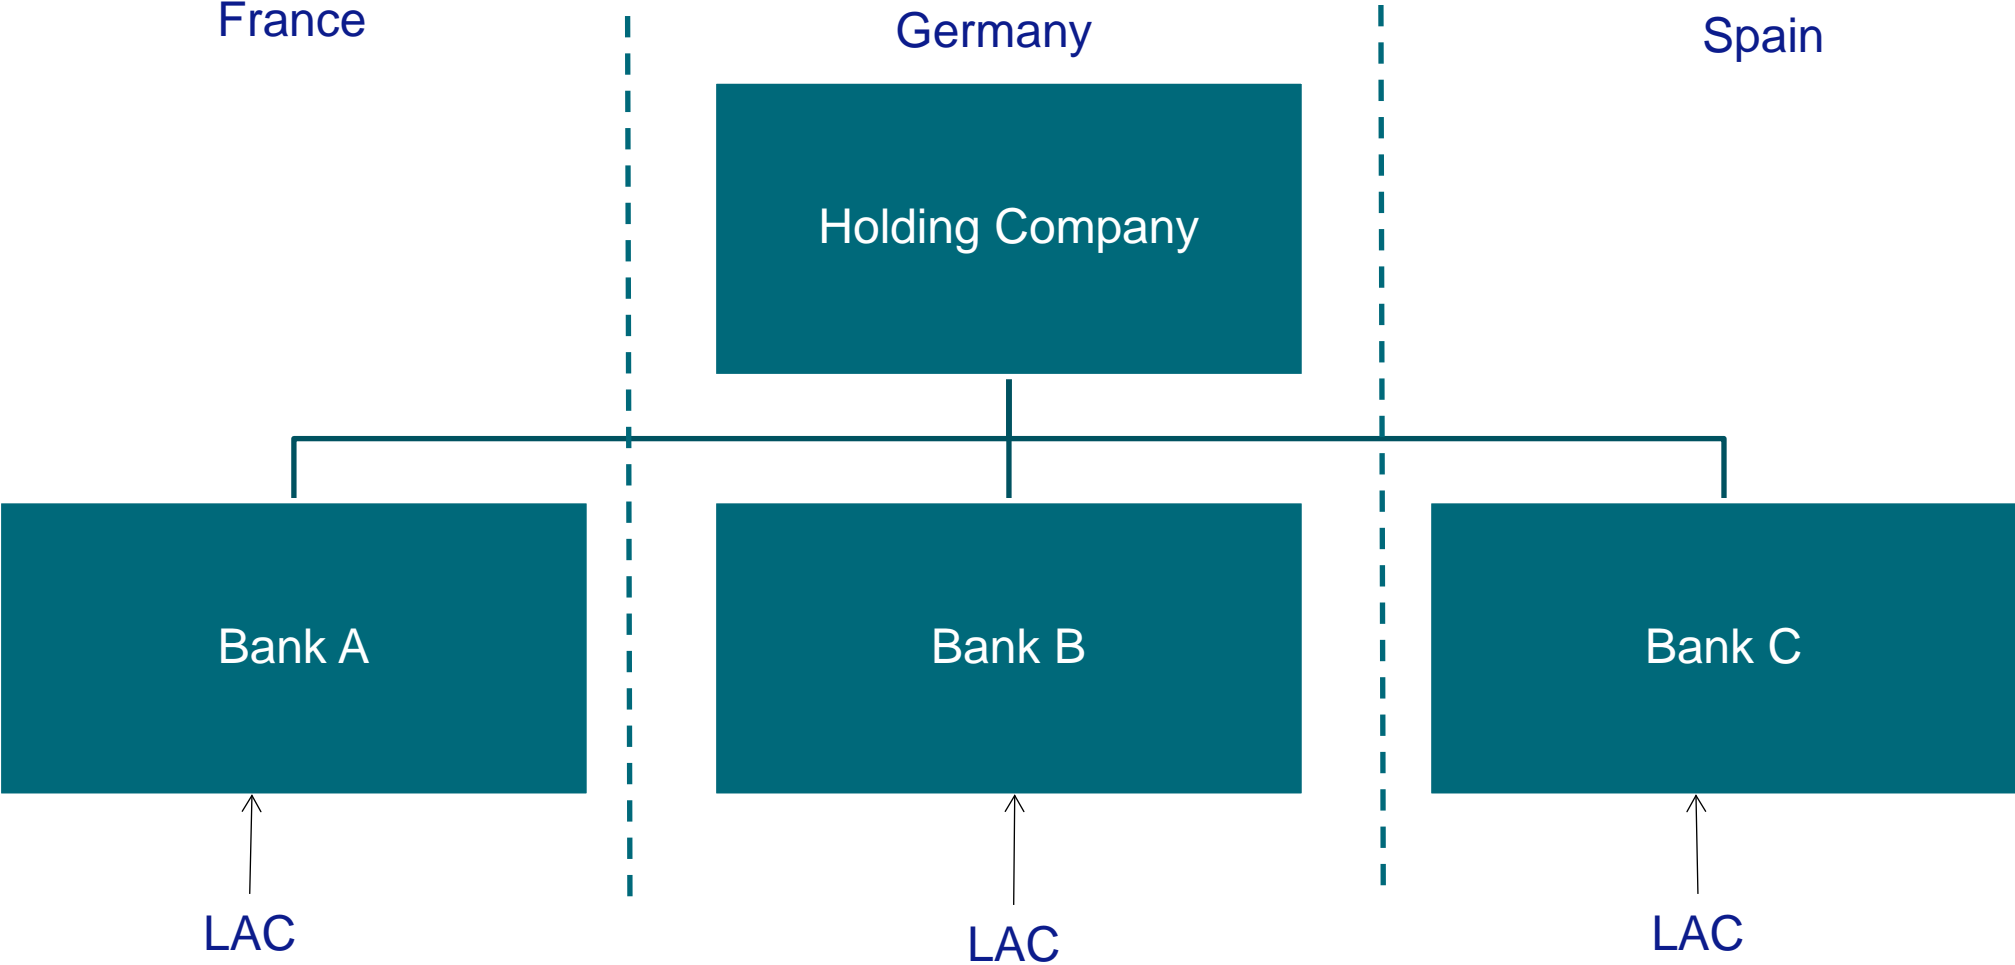 France
Germany
Spain
Holding Company
Bank A
Bank B
Bank C
LAC
LAC
LAC